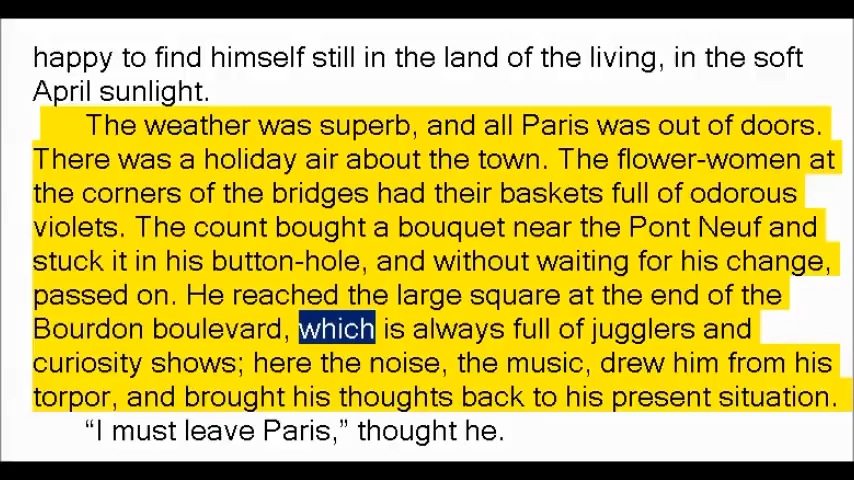 happy to find himself still in the land of the living, in the soft
April sunlight.
The weather was superb, and all Paris was out of doors.
There was a holiday air about the town. The flower-women at
the corners of the bridges had their baskets full of odorous
violets. The count bought a bouquet near the Pont Neuf and
stuck it in his button-hole, and without waiting for his change,
passed on. He reached the large square at the end of the
Bourdon boulevard, which is always full of jugglers and
curiosity shows; here the noise, the music, drew him from his
torpor, and brought his thoughts back to his present situation.
“I must leave Paris,” thought he.